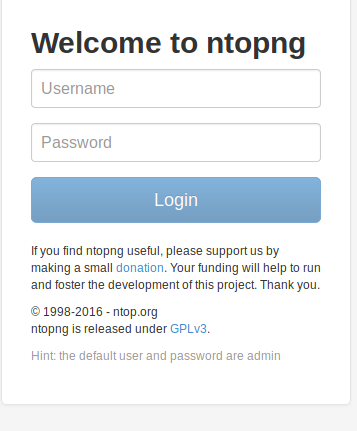 Welcome to ntopng
Username
Password
Login
If you find ntopng useful, please support us by
making a small donation. Your funding will help to run
and foster the development of this project. Thank you.
© 1998-2016 - ntop.org
ntopng is released under GPLv3.
Hint: the default user and password are admin